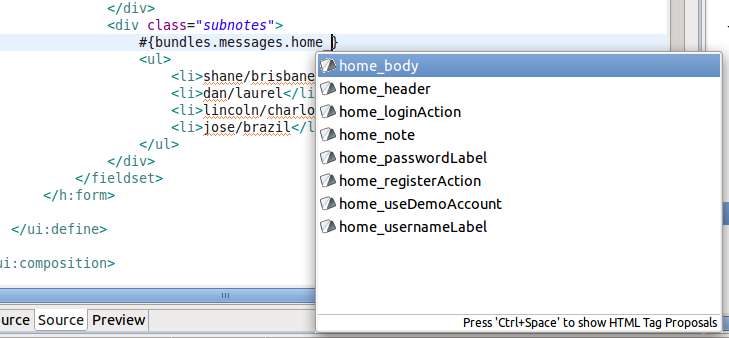 </div>
<div class="subnotes">
#{bundles.messages.home_}
<ul>
<li>shane/brisbane
<li>dan/laurel</li
<li>lincoln/charlo
<li>jose/brazil</l
</ul>
</div>
</fieldset>
</h:form>
</ui:define>
ui:composition>
home_body
home_header
home_loginAction
home_note
home_passwordLabel
home_registerAction
home_useDemoAccount
home_usernameLabel
Press 'Ctrl+Space' to show HTML Tag Proposals
ource Source Preview